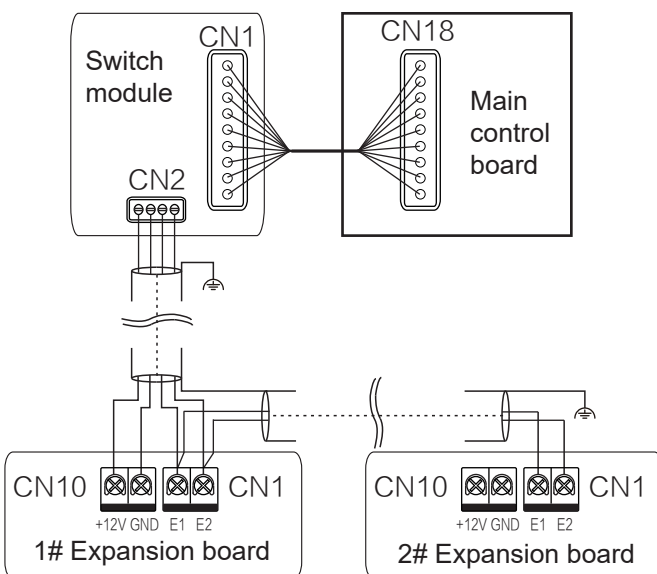 CN1
CN18
Switch
module
Main
control
board
CN2
CN10
CN1
+12V GND E1 E2
1# Expansion board
CN10
CN1
+12V GND E1 E2
2# Expansion board